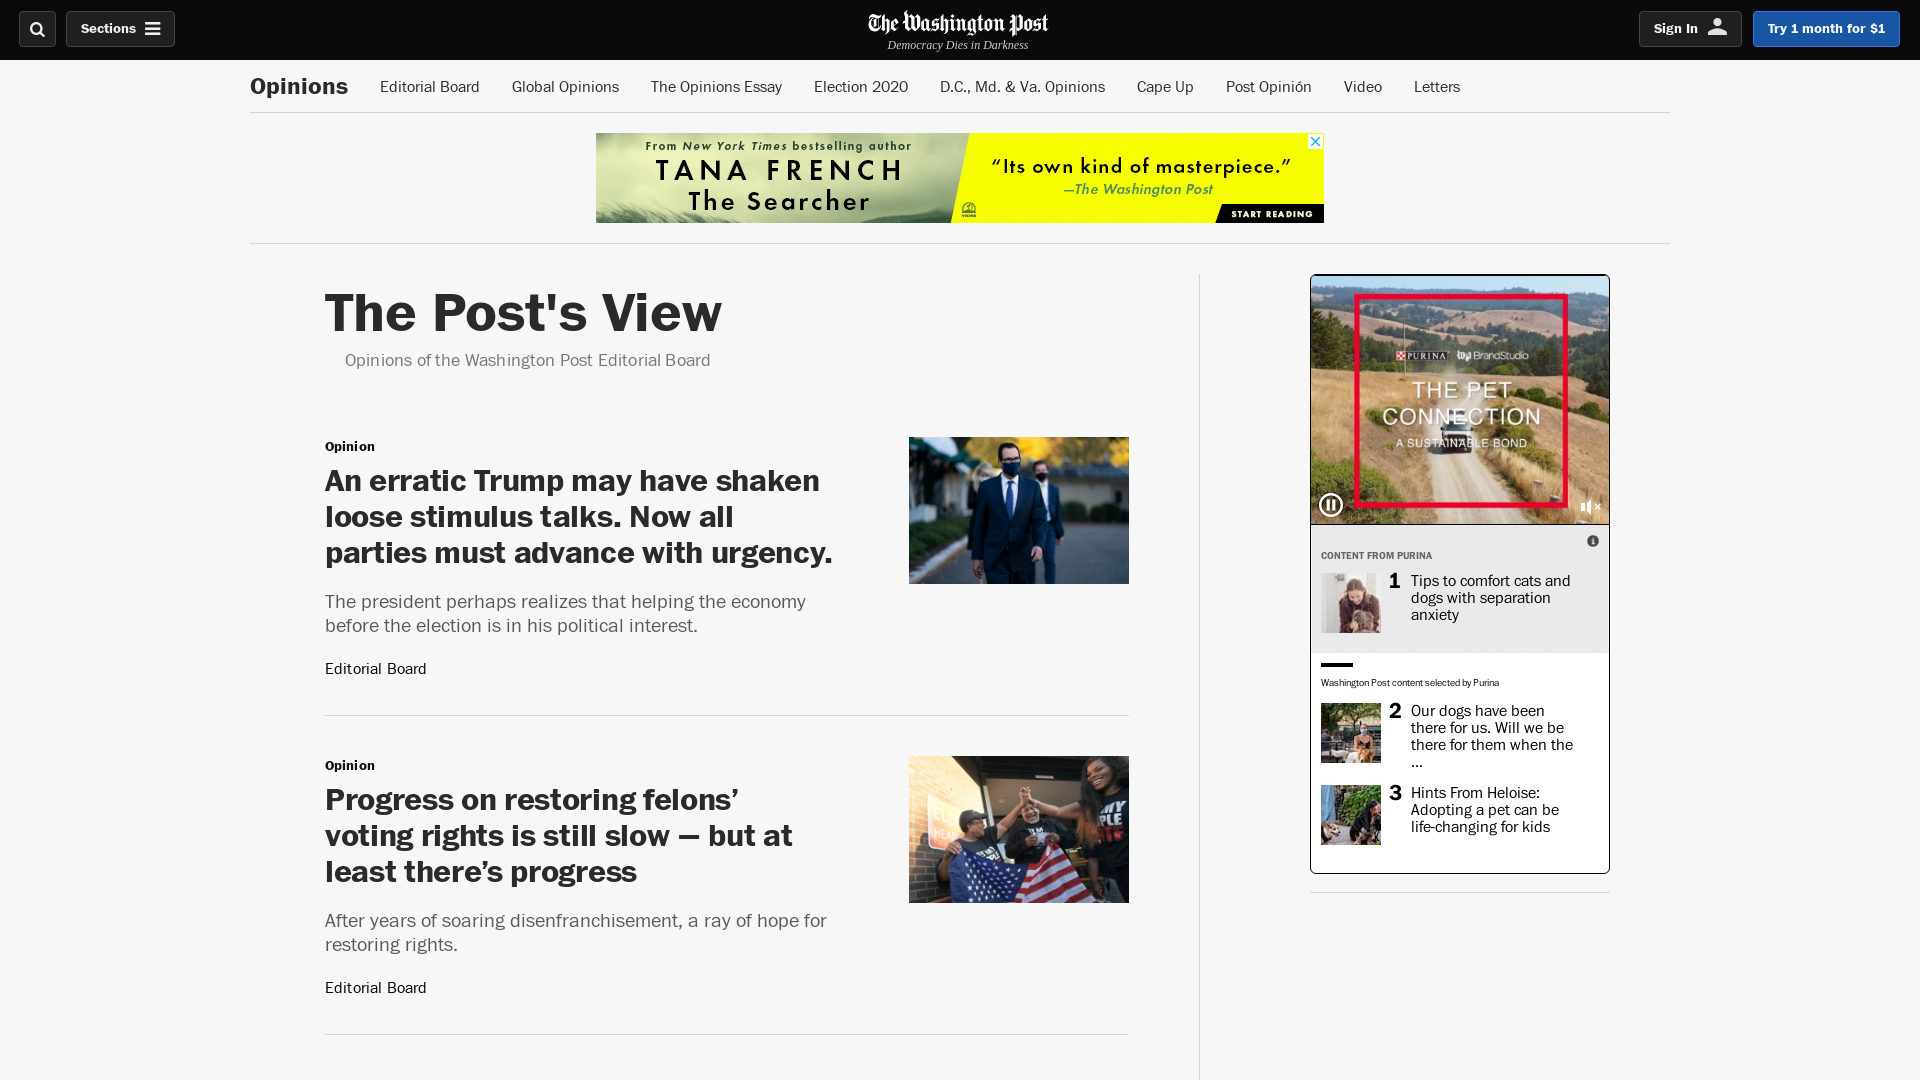 Sections
The Washington Post
Democracy Dies in Darkness
Sign In
Try 1 month for $1
Opinions
Editorial Board
Global Opinions
The Opinions Essay
Election 2020
D.C., Md. & Va. Opinions
Cape Up
Post Opinión
Video
Letters
From New York Times bestselling author
TANA FRENCH
The Searcher
“Its own kind of masterpiece.”
—The Washington Post
START READING
The Post's View
Opinions of the Washington Post Editorial Board
Opinion
An erratic Trump may have shaken
loose stimulus talks. Now all
parties must advance with urgency.
The president perhaps realizes that helping the economy
before the election is in his political interest.
Editorial Board
Opinion
Progress on restoring felons’
voting rights is still slow — but at
least there’s progress
After years of soaring disenfranchisement, a ray of hope for
restoring rights.
Editorial Board
PURINA
BrandStudio
THE PET
CONNECTION
A SUSTAINABLE BOND
CONTENT FROM PURINA
1 Tips to comfort cats and
dogs with separation
anxiety
Washington Post content selected by Purina
2 Our dogs have been
there for us. Will we be
there for them when the
...
3 Hints From Heloise:
Adopting a pet can be
life-changing for kids